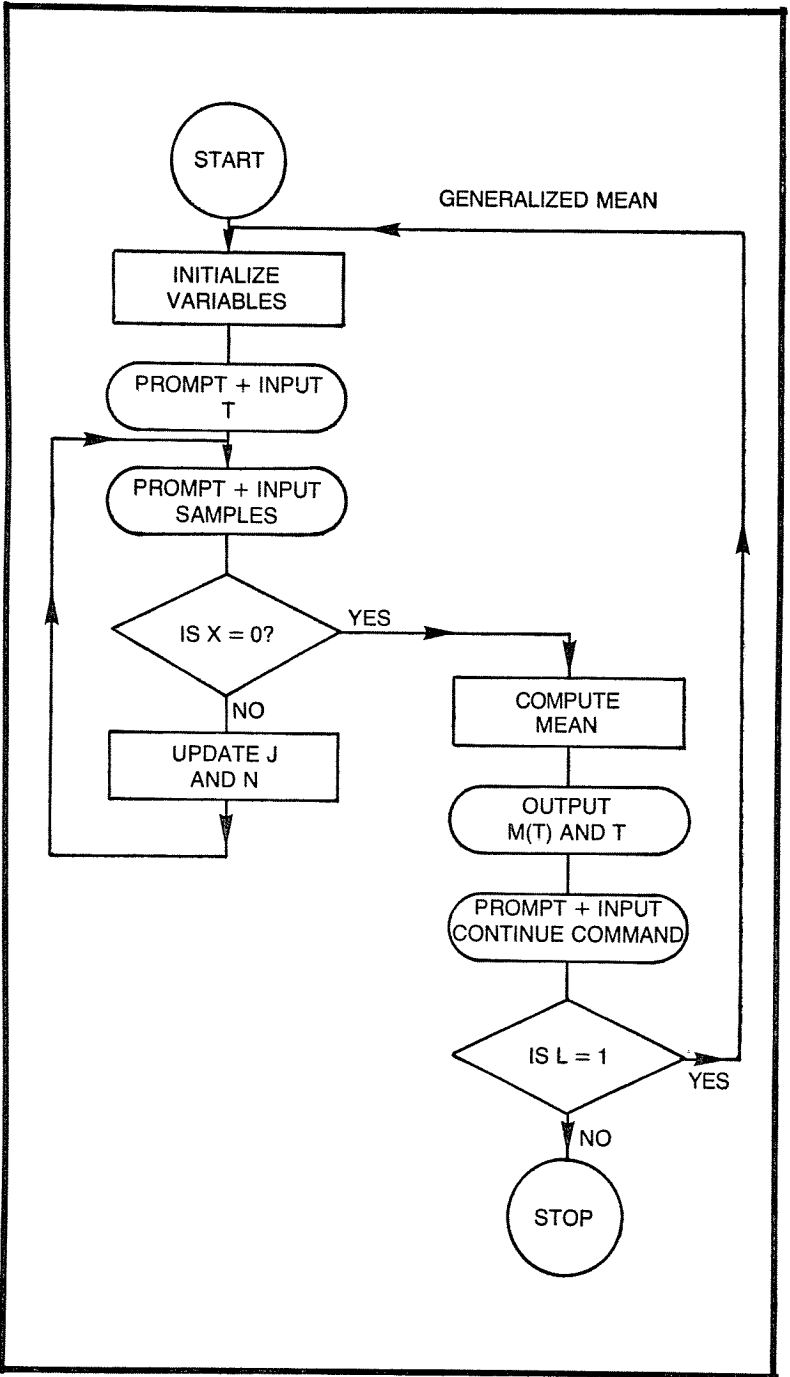 START
GENERALIZED MEAN
INITIALIZE
VARIABLES
PROMPT + INPUT
T
PROMPT + INPUT
SAMPLES
IS X = 0?
YES
NO
UPDATE J
AND N
COMPUTE
MEAN
OUTPUT
M(T) AND T
PROMPT + INPUT
CONTINUE COMMAND
IS L = 1
YES
NO
STOP